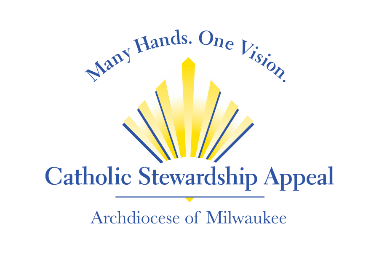 Many Hands. One Vision.
Catholic Stewardship Appeal
Archdiocese of Milwaukee